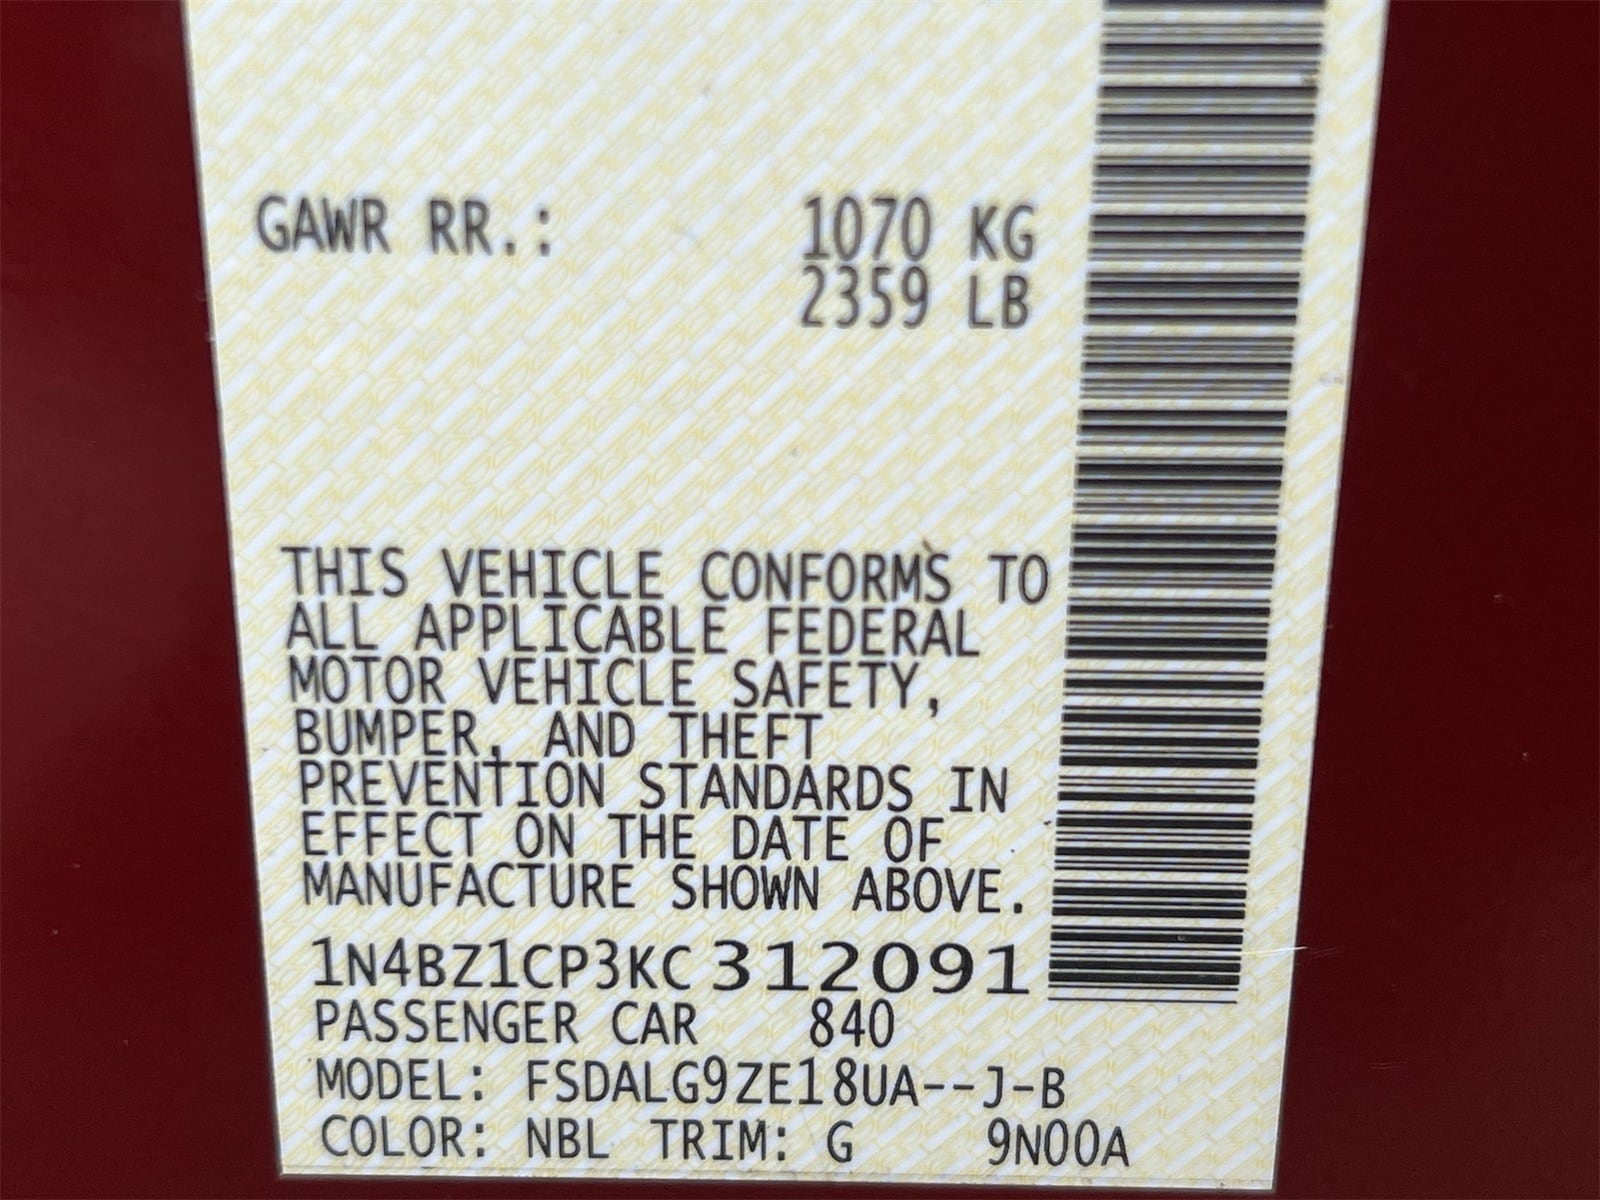 GAWR RR.: 1070 KG
2359 LB
THIS VEHICLE CONFORMS TO
ALL APPLICABLE FEDERAL
MOTOR VEHICLE SAFETY,
BUMPER, AND THEFT
PREVENTION STANDARDS IN
EFFECT ON THE DATE OF
MANUFACTURE SHOWN ABOVE.
1N4BZ1CP3KC312091
PASSENGER CAR 840
MODEL: FSDALG9ZE18UA--J-B
COLOR: NBL TRIM: G 9N00A